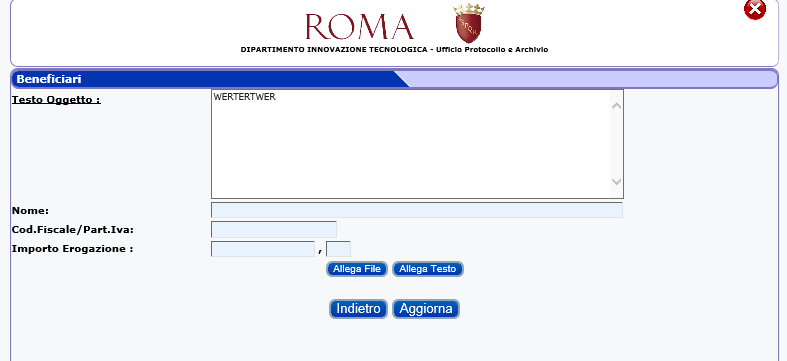 ROMA
DIPARTIMENTO INNOVAZIONE TECNOLOGICA - Ufficio Protocollo e Archivio
Beneficiari
Testo Oggetto :
WERTERTWER
Nome:
Cod.Fiscale/Part.Iva:
Importo Erogazione : ,
Allega File Allega Testo
Indietro Aggiorna